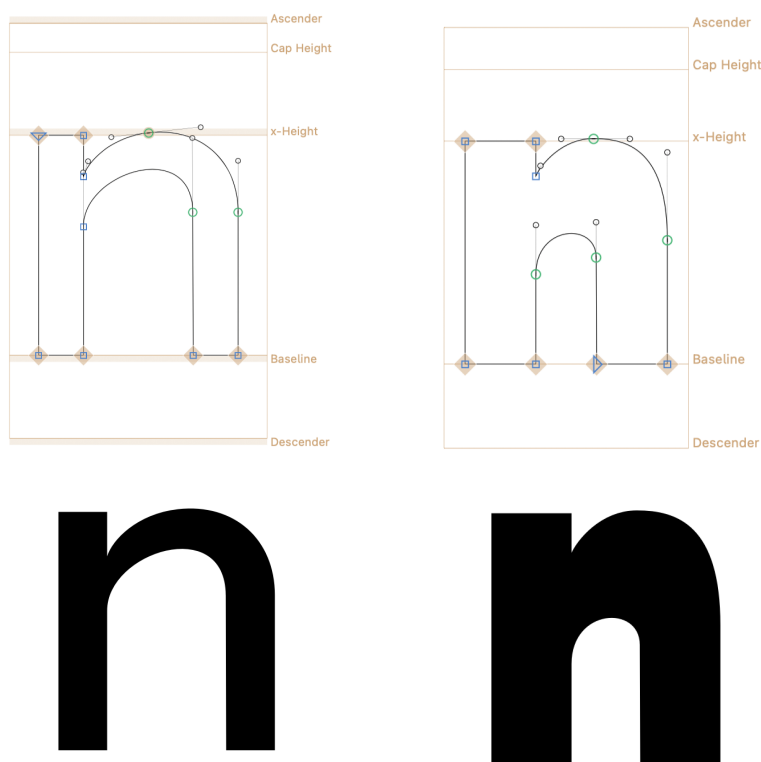 Ascender
Cap Height
x-Height
Baseline
Descender
Ascender
Cap Height
x-Height
Baseline
Descender
n
n